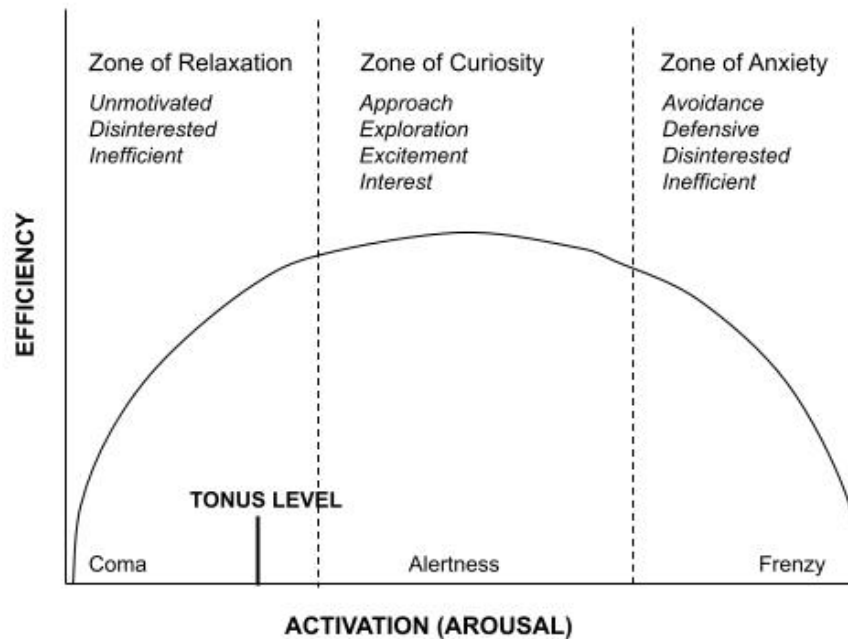 Zone of Relaxation
Unmotivated
Disinterested
Inefficient
Zone of Curiosity
Approach
Exploration
Excitement
Interest
Zone of Anxiety
Avoidance
Defensive
Disinterested
Inefficient
EFFICIENCY
TONUS LEVEL
Coma
Alertness
Frenzy
ACTIVATION (AROUSAL)